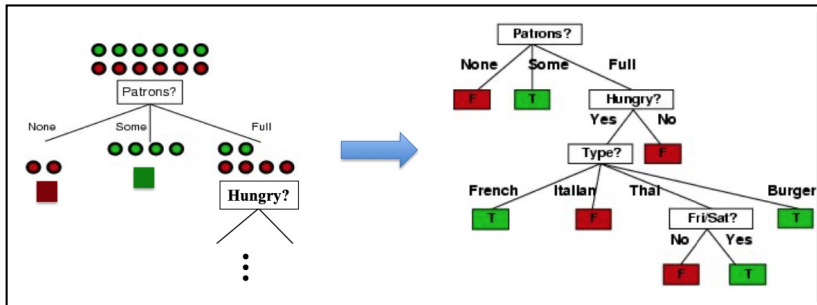 Patrons?
None Some Full
Hungry?
Patrons?
None Some Full
F T Hungry?
Yes No
Type? F
French Italian Thai Burger
T F Fri/Sat? T
No Yes
F T